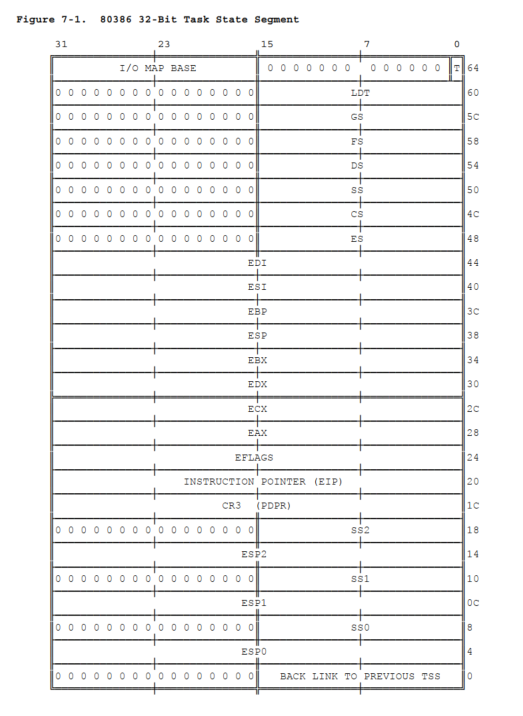 Figure 7-1. 80386 32-Bit Task State Segment
31 23 15 7 0
I/O MAP BASE 0 0 0 0 0 0 0 0 0 0 0 0 0 T 64
0 0 0 0 0 0 0 0 0 0 0 0 0 0 0 0 LDT 60
0 0 0 0 0 0 0 0 0 0 0 0 0 0 0 0 GS 5C
0 0 0 0 0 0 0 0 0 0 0 0 0 0 0 0 FS 58
0 0 0 0 0 0 0 0 0 0 0 0 0 0 0 0 DS 54
0 0 0 0 0 0 0 0 0 0 0 0 0 0 0 0 SS 50
0 0 0 0 0 0 0 0 0 0 0 0 0 0 0 0 CS 4C
0 0 0 0 0 0 0 0 0 0 0 0 0 0 0 0 ES 48
EDI 44
ESI 40
EBP 3C
ESP 38
EBX 34
EDX 30
ECX 2C
EAX 28
EFLAGS 24
INSTRUCTION POINTER (EIP) 20
CR3 (PDPR) 1C
0 0 0 0 0 0 0 0 0 0 0 0 0 0 0 0 SS2 18
ESP2 14
0 0 0 0 0 0 0 0 0 0 0 0 0 0 0 0 SS1 10
ESP1 0C
0 0 0 0 0 0 0 0 0 0 0 0 0 0 0 0 SS0 8
ESP0 4
0 0 0 0 0 0 0 0 0 0 0 0 0 0 0 0 BACK LINK TO PREVIOUS TSS 0